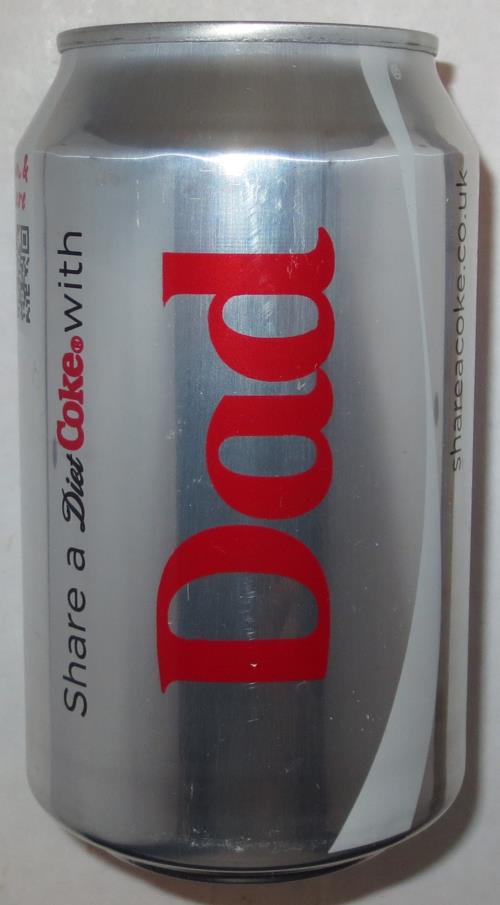 Share a Diet Coke® with
Dad
shareacoke.co.uk